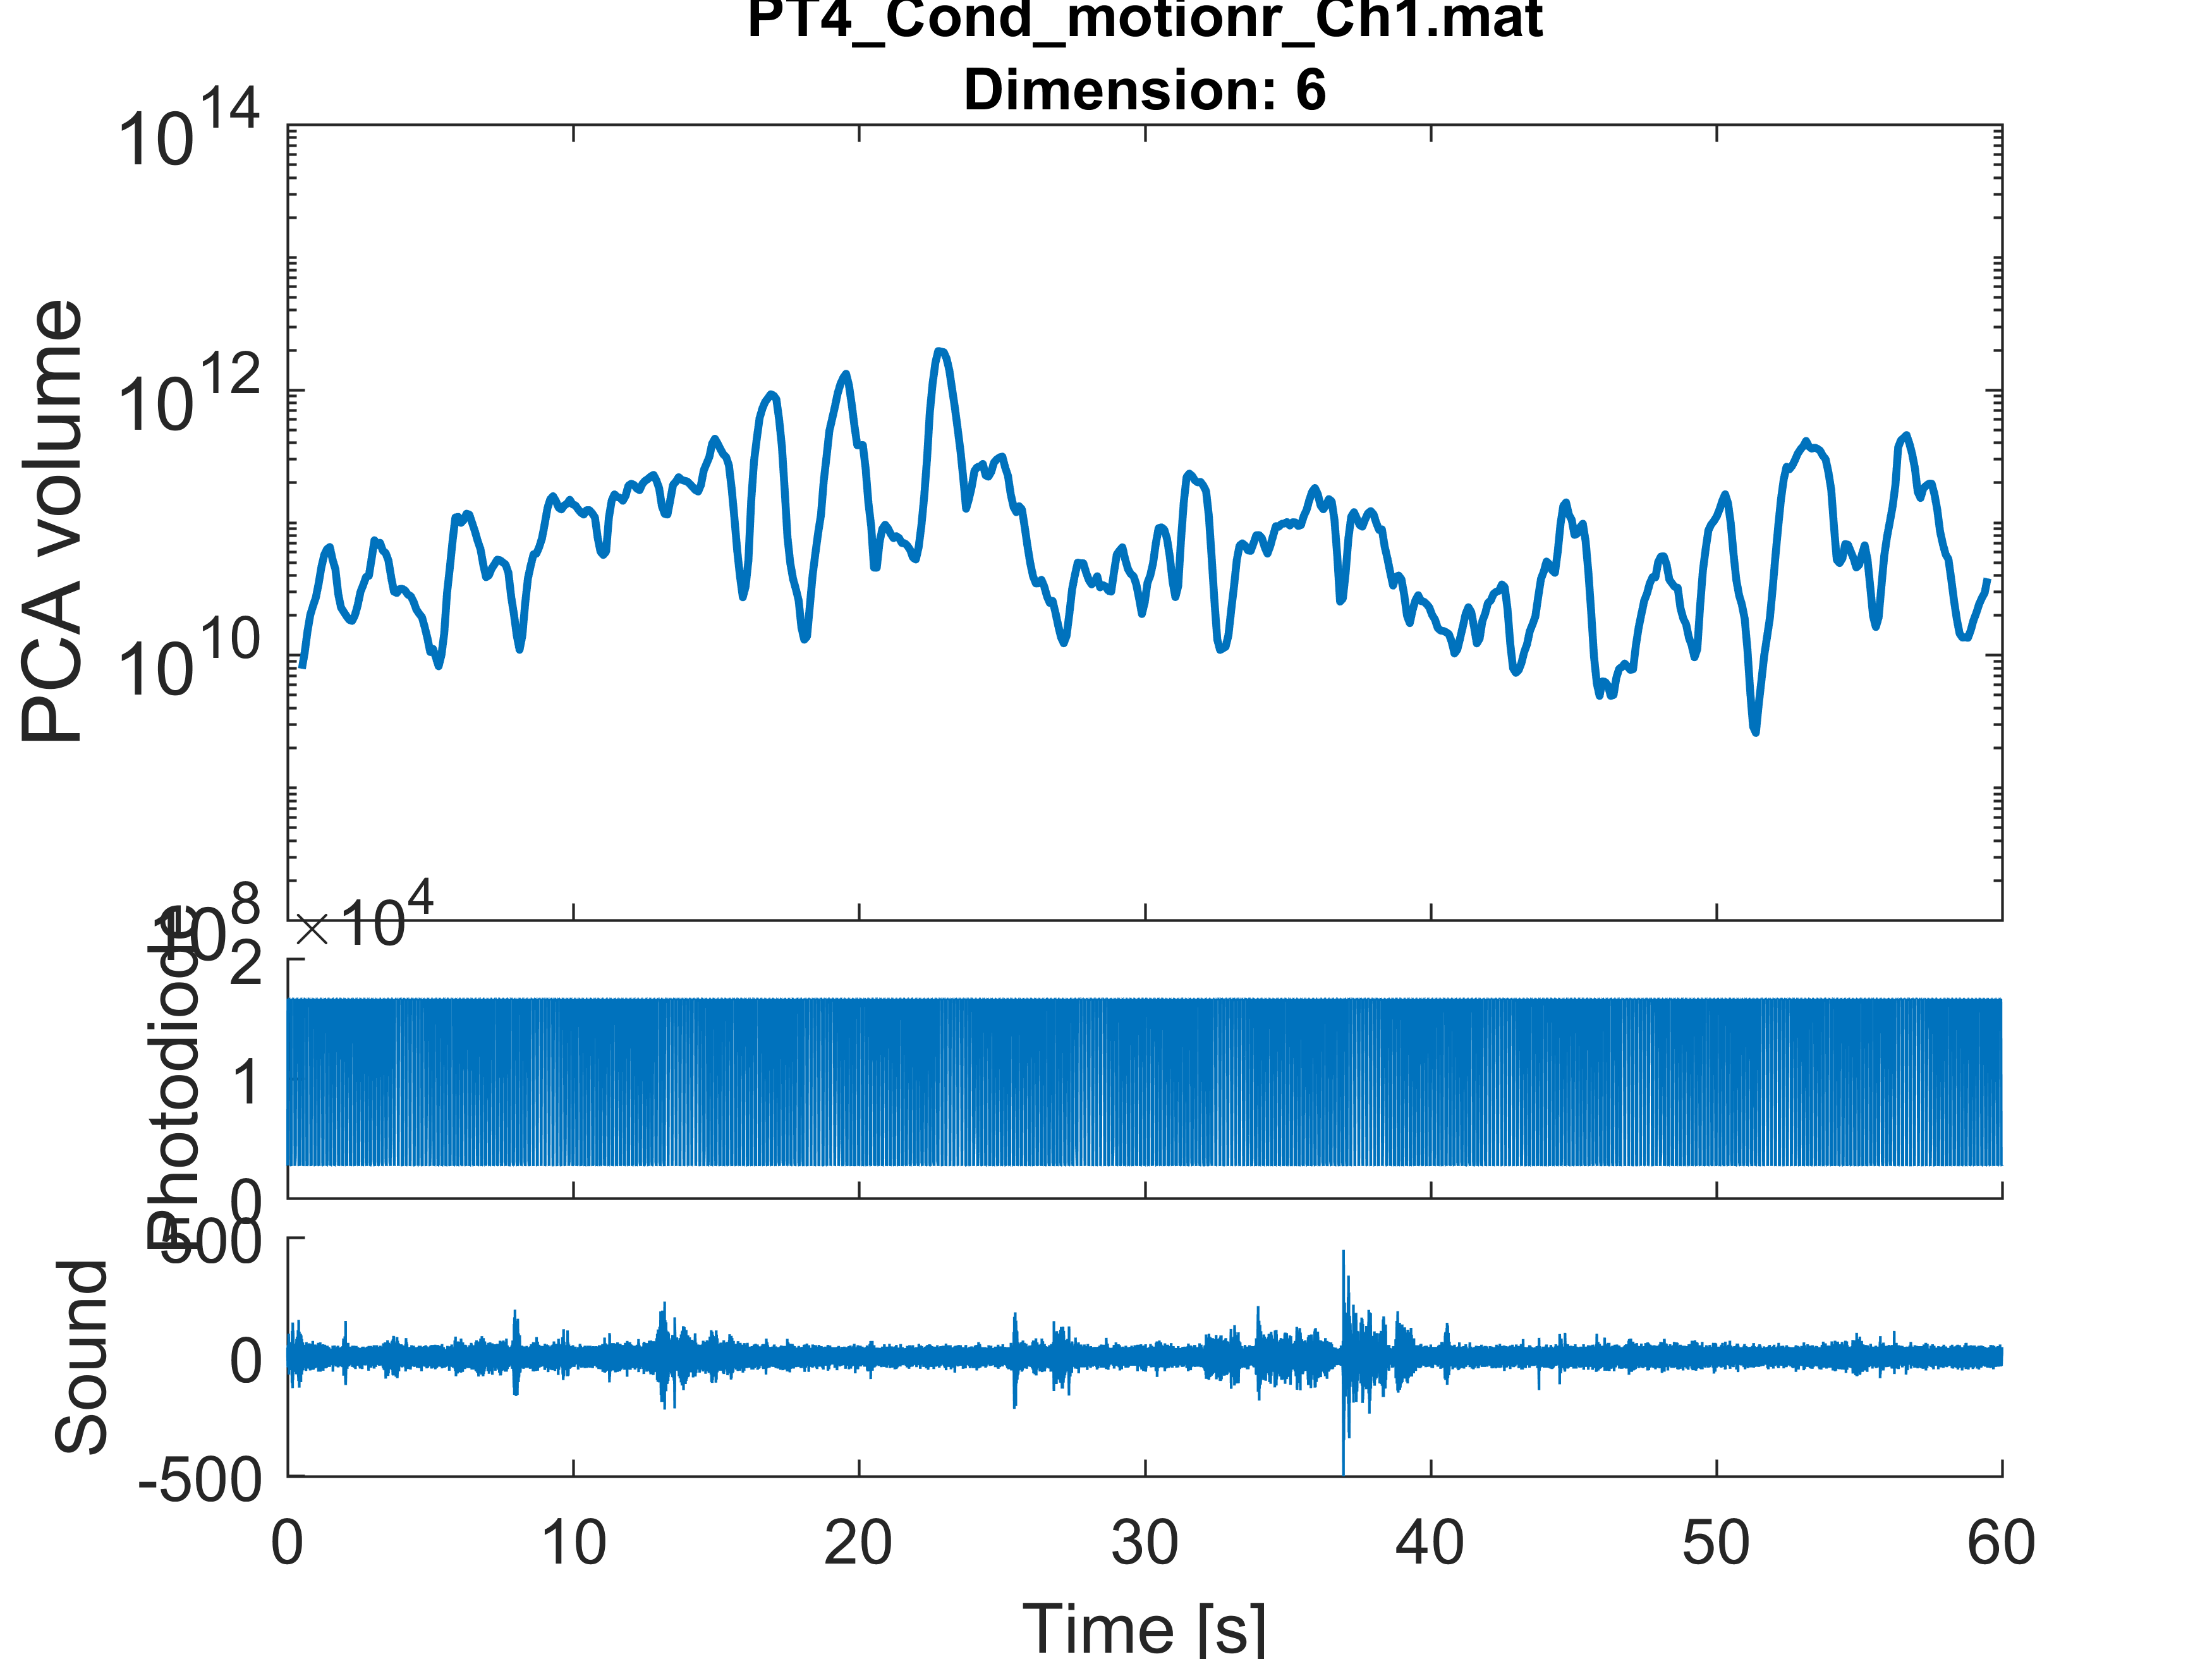 PT4_Cond_motionr_Ch1.mat
Dimension: 6
PCA volume
10^14
10^12
10^10
10^8
×10^4
Photodiode
2
1
0
Sound
500
0
-500
0 10 20 30 40 50 60
Time [s]